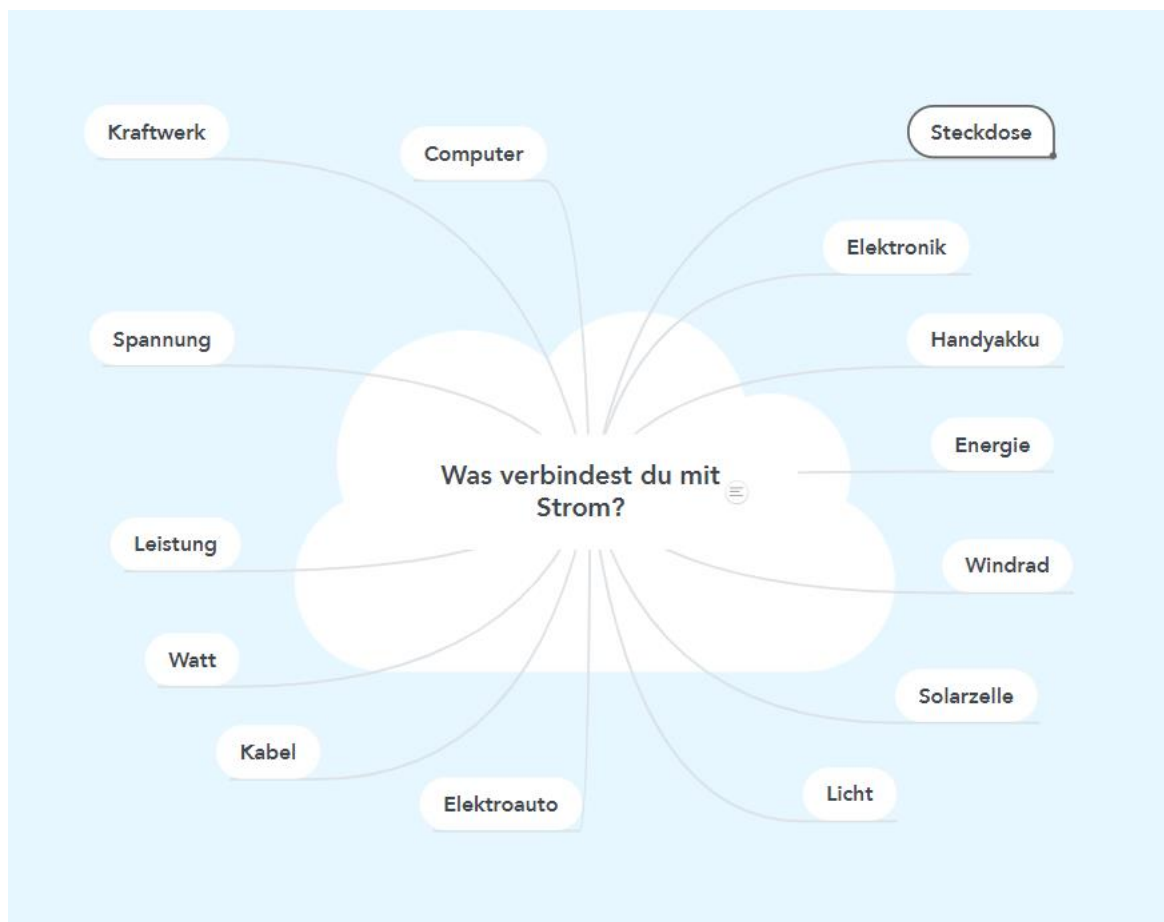 Kraftwerk
Computer
Steckdose
Elektronik
Spannung
Handyakku
Energie
Was verbindest du mit
Strom?
Leistung
Windrad
Watt
Solarzelle
Kabel
Elektroauto
Licht